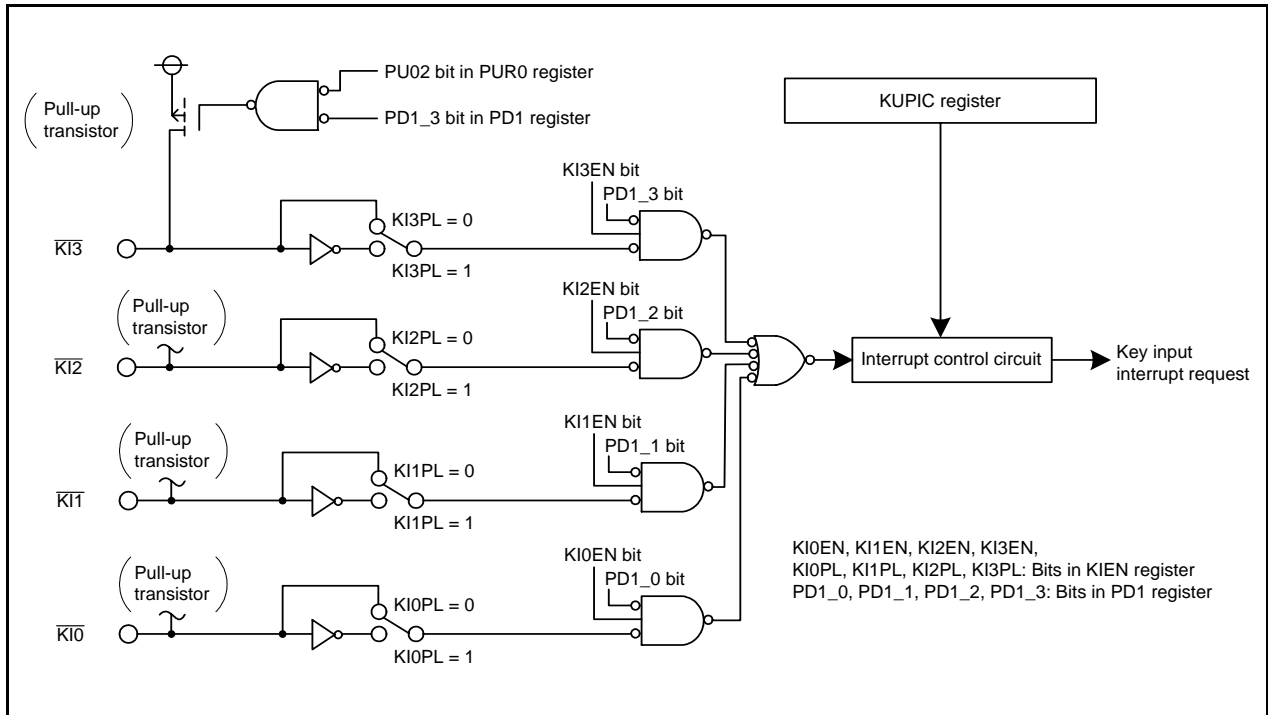 PU02 bit in PUR0 register
PD1_3 bit in PD1 register
Pull-up
transistor
KUPIC register
KI3EN bit
PD1_3 bit
KI3
KI3PL = 0
KI3PL = 1
Pull-up
transistor
KI2EN bit
PD1_2 bit
KI2
KI2PL = 0
KI2PL = 1
Interrupt control circuit
Key input
interrupt request
Pull-up
transistor
KI1EN bit
PD1_1 bit
KI1
KI1PL = 0
KI1PL = 1
Pull-up
transistor
KI0EN bit
PD1_0 bit
KI0
KI0PL = 0
KI0PL = 1
KI0EN, KI1EN, KI2EN, KI3EN,
KI0PL, KI1PL, KI2PL, KI3PL: Bits in KIEN register
PD1_0, PD1_1, PD1_2, PD1_3: Bits in PD1 register